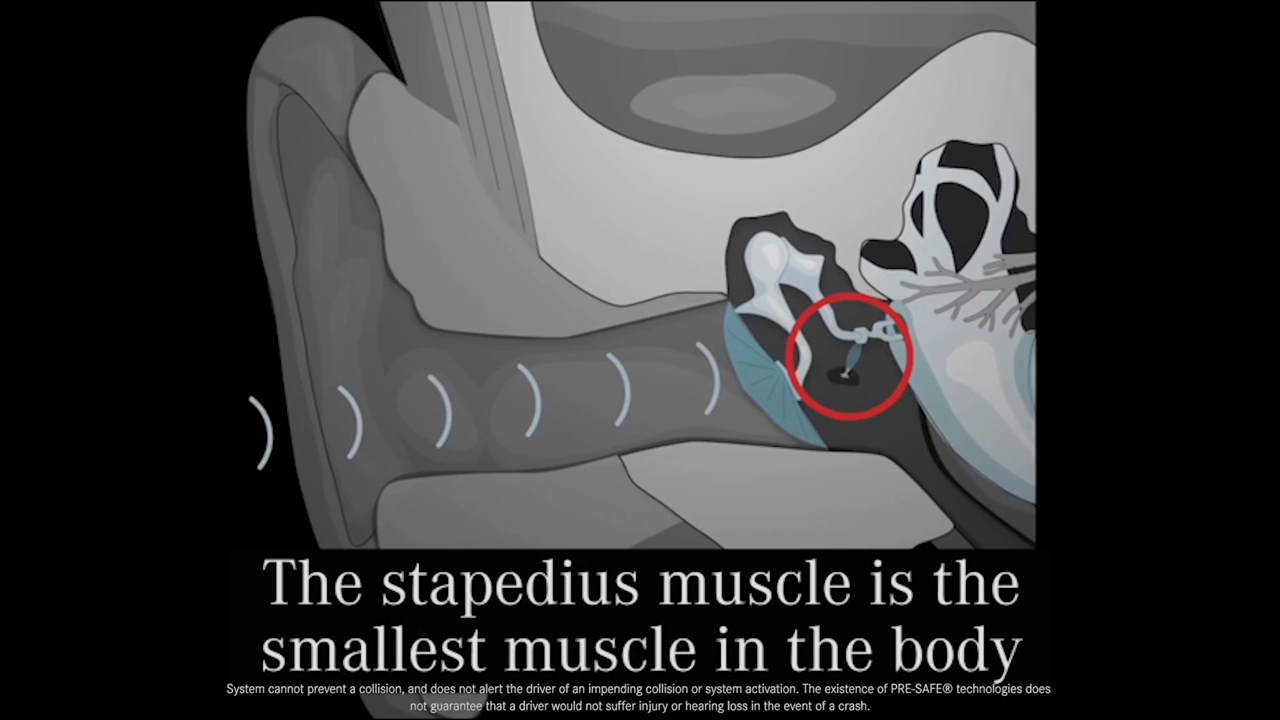 The stapedius muscle is the
smallest muscle in the body
System cannot prevent a collision, and does not alert the driver of an impending collision or system activation. The existence of PRE-SAFE® technologies does
not guarantee that a driver would not suffer injury or hearing loss in the event of a crash.